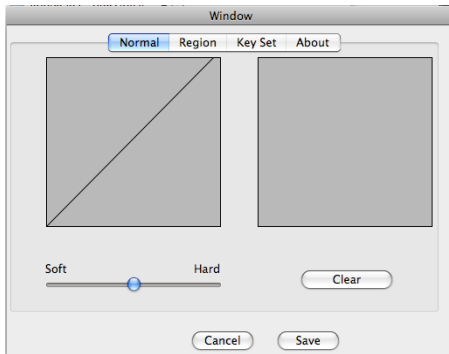 Window
Normal Region Key Set About
Soft Hard
Clear
Cancel Save